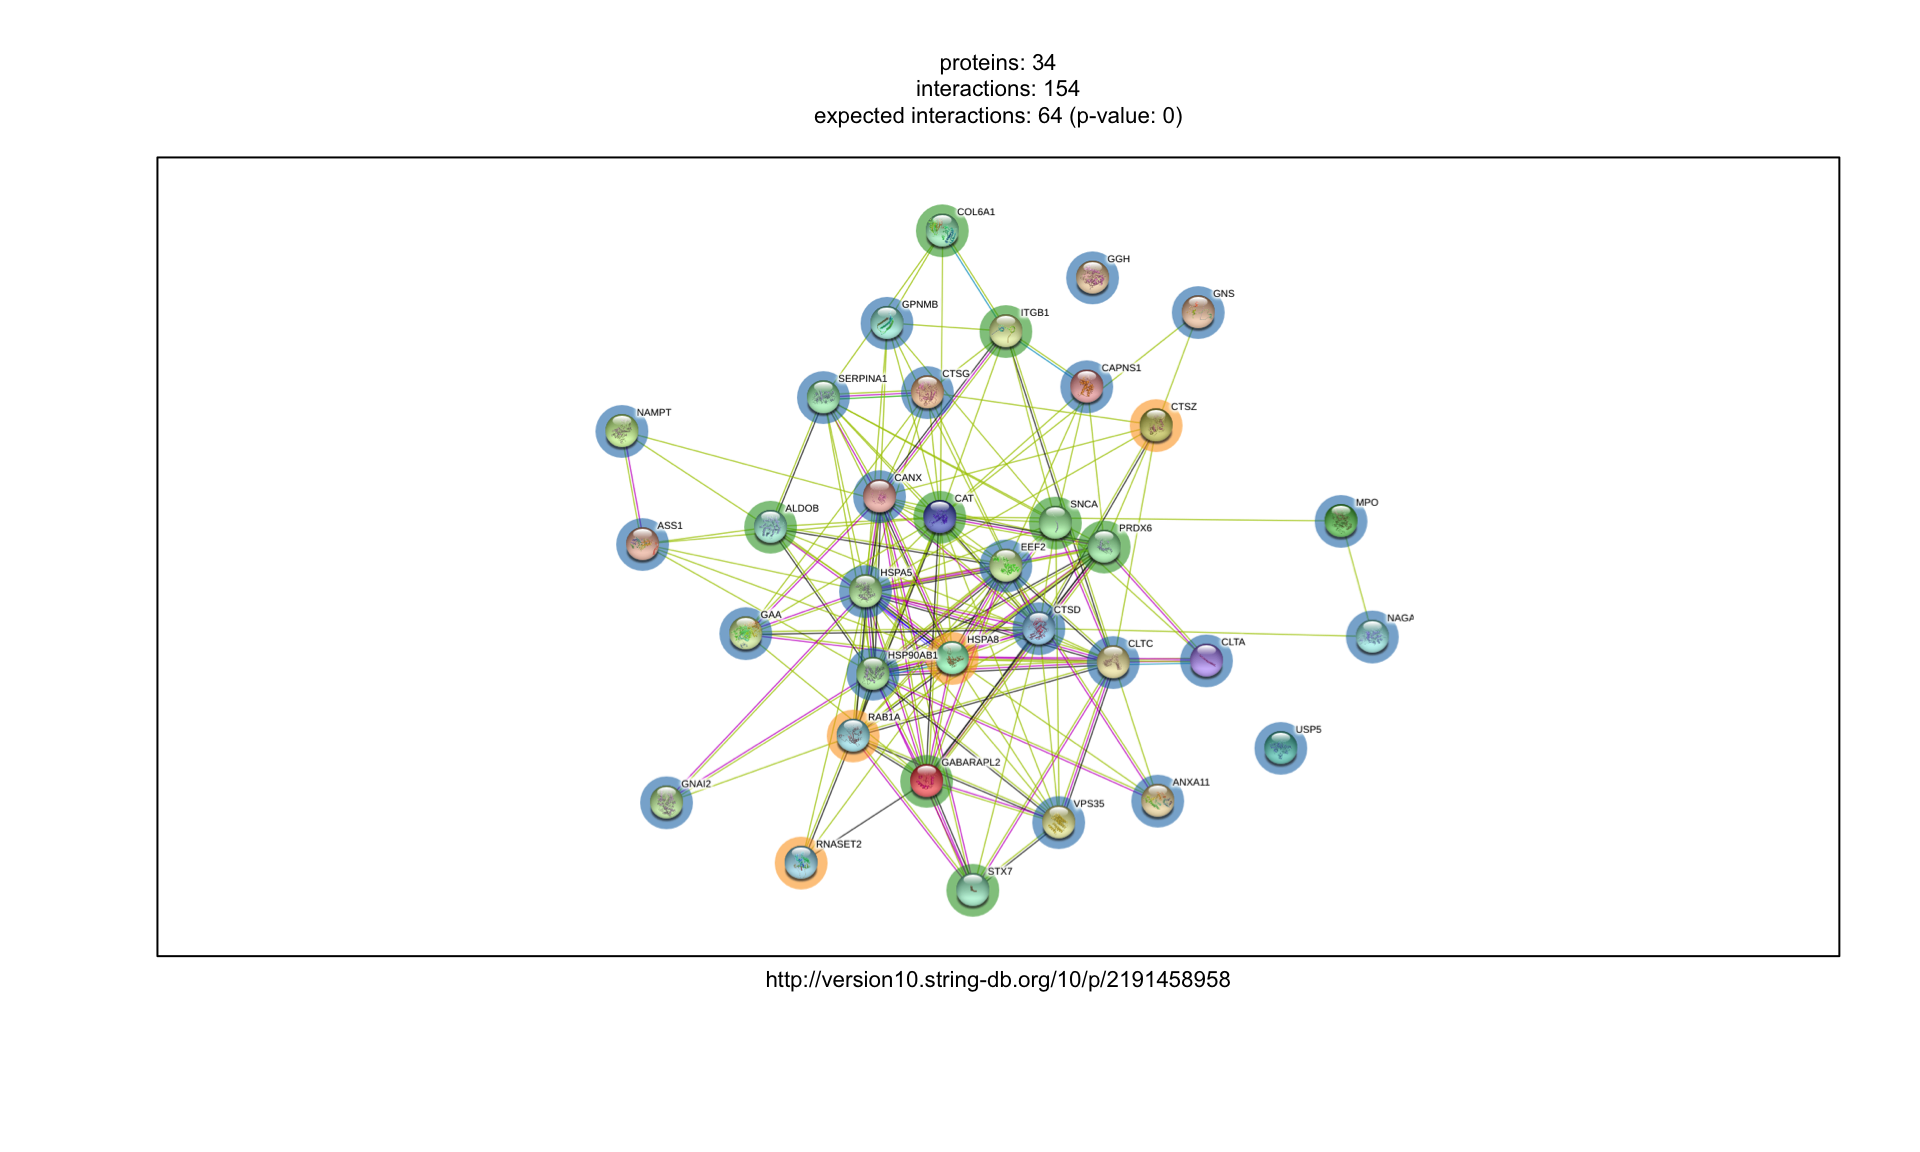 proteins: 34
interactions: 154
expected interactions: 64 (p-value: 0)
COL6A1
GGH
GNS
GPNMB
ITGB1
CAPNS1
SERPINA1
CTSG
CTSZ
NAMPT
CANX
CAT
SNCA
MPO
ALDOB
ASS1
PRDX6
EEF2
HSPA5
GAA
CTSD
NAGA
HSPA8
CLTC
CLTA
HSP90AB1
RAB1A
USP5
GABARAPL2
GNAI2
ANXA11
VPS35
RNASET2
STX7
http://version10.string-db.org/10/p/2191458958